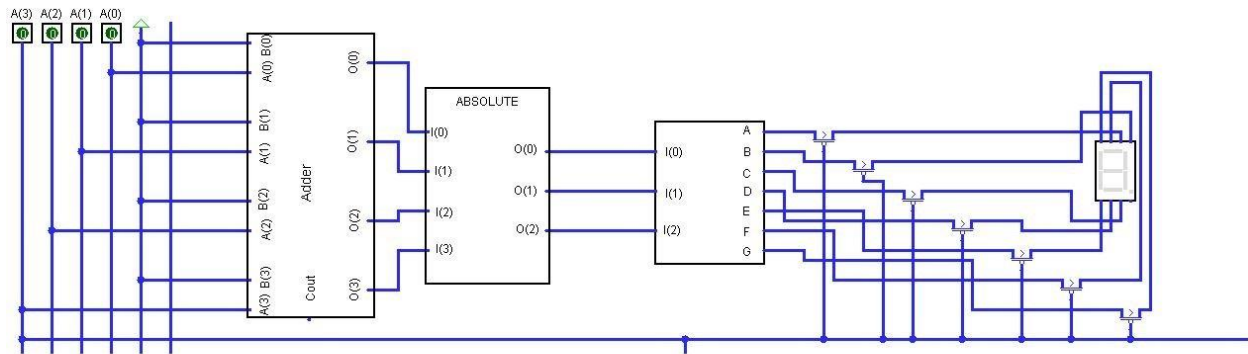 A(3) A(2) A(1) A(0)
0 0 0 0
B(0)
A(0)
B(1)
A(1)
B(2)
A(2)
B(3)
A(3)
Adder
Cout
O(0)
O(1)
O(2)
O(3)
ABSOLUTE
I(0)
I(1)
I(2)
I(3)
O(0)
O(1)
O(2)
I(0)
I(1)
I(2)
A
B
C
D
E
F
G